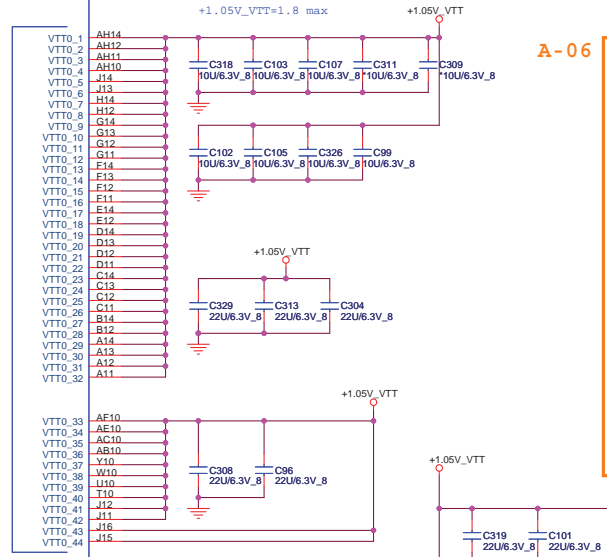 +1.05V_VTT=1.8 max
+1.05V_VTT
A-06
VTT0_1 AH14
VTT0_2 AH12
VTT0_3 AH11
VTT0_4 AH10
VTT0_5 J14
VTT0_6 J13
VTT0_7 H14
VTT0_8 H12
VTT0_9 G14
VTT0_10 G13
VTT0_11 G12
VTT0_12 G11
VTT0_13 F14
VTT0_14 F13
VTT0_15 F12
VTT0_16 F11
VTT0_17 E14
VTT0_18 E12
VTT0_19 D14
VTT0_20 D13
VTT0_21 D12
VTT0_22 D11
VTT0_23 C14
VTT0_24 C13
VTT0_25 C12
VTT0_26 C11
VTT0_27 B14
VTT0_28 B12
VTT0_29 A14
VTT0_30 A13
VTT0_31 A12
VTT0_32 A11
C318 C103 C107 C311 C309
10U/6.3V_8 10U/6.3V_8 10U/6.3V_8 *10U/6.3V_8 *10U/6.3V_8
C102 C105 C326 C99
10U/6.3V_8 10U/6.3V_8 10U/6.3V_8 10U/6.3V_8
+1.05V_VTT
C329 C313 C304
22U/6.3V_8 22U/6.3V_8 22U/6.3V_8
+1.05V_VTT
VTT0_33 AF10
VTT0_34 AE10
VTT0_35 AC10
VTT0_36 AB10
VTT0_37 Y10
VTT0_38 W10
VTT0_39 U10
VTT0_40 T10
VTT0_41 J12
VTT0_42 J11
VTT0_43 J16
VTT0_44 J15
C308 C96
22U/6.3V_8 22U/6.3V_8
+1.05V_VTT
C319 C101
22U/6.3V_8 22U/6.3V_8